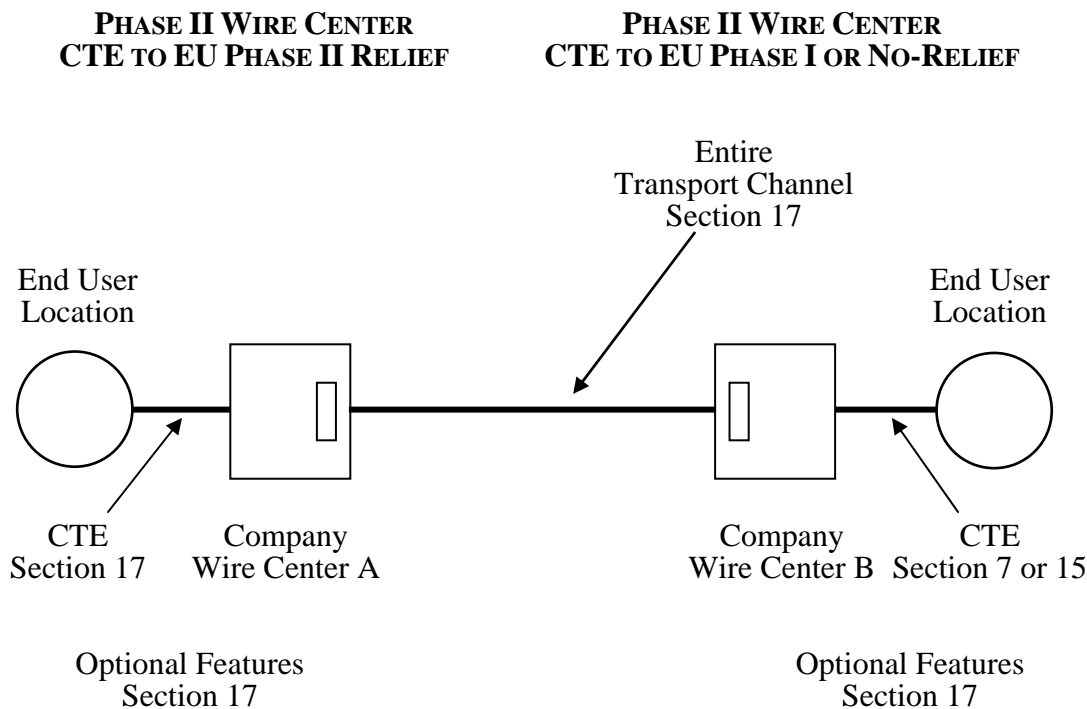 PHASE II WIRE CENTER
CTE TO EU PHASE II RELIEF
PHASE II WIRE CENTER
CTE TO EU PHASE I OR NO-RELIEF
Entire
Transport Channel
Section 17
End User
Location
End User
Location
CTE
Section 17
Company
Wire Center A
Company
Wire Center B
CTE
Section 7 or 15
Optional Features
Section 17
Optional Features
Section 17